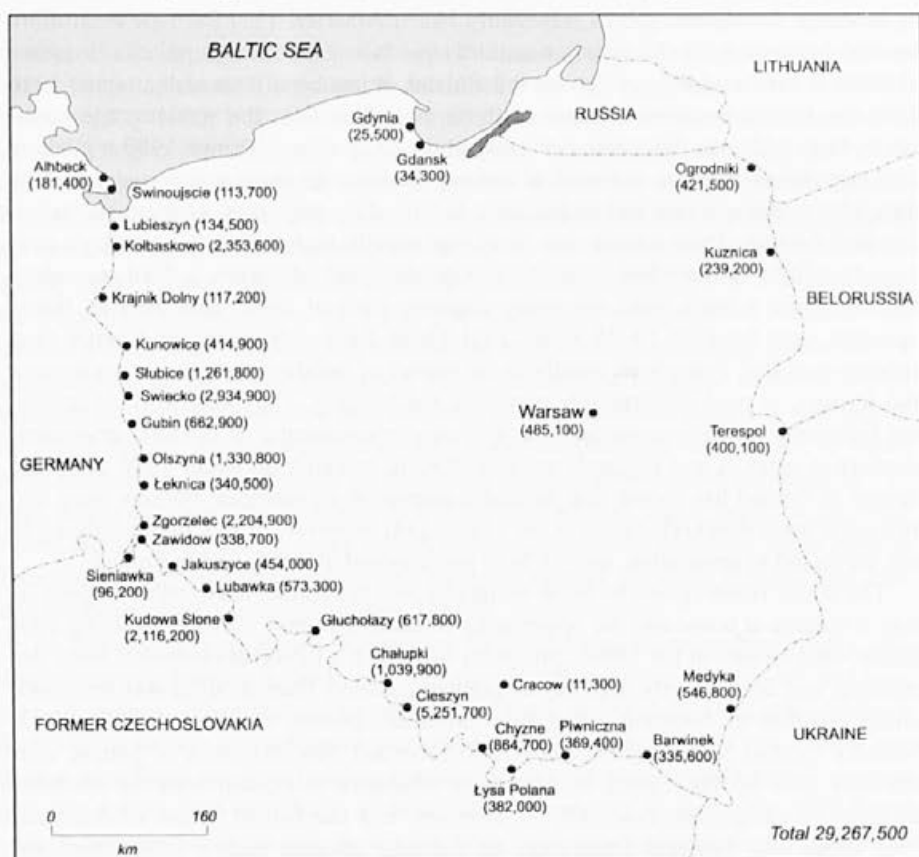 BALTIC SEA
LITHUANIA
RUSSIA
Gdynia
(25,500)
Gdansk
(34,300)
Alhbeck
(181,400)
Swinoujscie (113,700)
Ogrodniki
(421,500)
Lubieszyn (134,500)
Kołbaskowo (2,353,600)
Kuznica
(239,200)
Krajnik Dolny (117,200)
BELORUSSIA
Kunowice (414,900)
Słubice (1,261,800)
Swiecko (2,934,900)
Warsaw
(485,100)
Gubin (662,900)
Terespol
(400,100)
GERMANY
Olszyna (1,330,800)
Łeknica (340,500)
Zgorzelec (2,204,900)
Zawidow (338,700)
Sieniawka
(96,200)
Jakuszyce (454,000)
Lubawka (573,300)
Kudowa Słone
(2,116,200)
Głuchołazy (617,800)
Chałupki
(1,039,900)
Cracow (11,300)
Medyka
(546,800)
Cieszyn
(5,251,700)
FORMER CZECHOŚLOVAKIA
UKRAINE
Chyzne
(864,700)
Piwniczna
(369,400)
Barwinek
(335,600)
Łysa Polana
(382,000)
0 160
km
Total 29,267,500